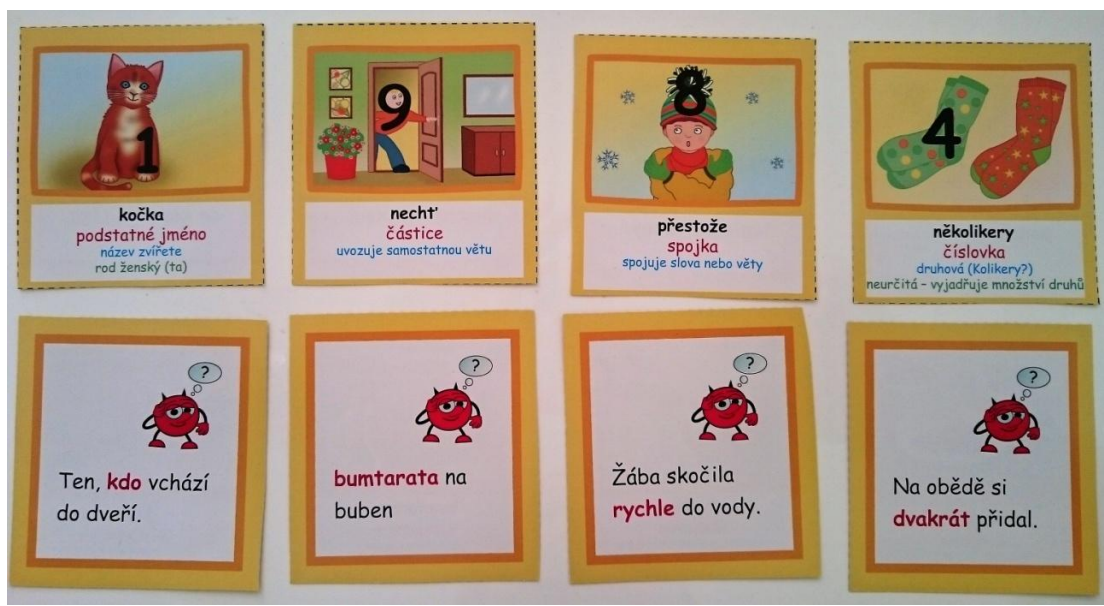 1
kočka
podstatné jméno
název zvířete
rod ženský (ta)
9
nechť
částice
uvozuje samostatnou větu
8
přestože
spojka
spojuje slova nebo věty
4
několikery
číslovka
druhová (Kolikery?)
neurčitá – vyjadřuje množství druhů
?
Ten, kdo vchází
do dveří.
?
bumtarata na
buben
?
Žába skočila
rychle do vody.
?
Na obědě si
dvakrát přidal.